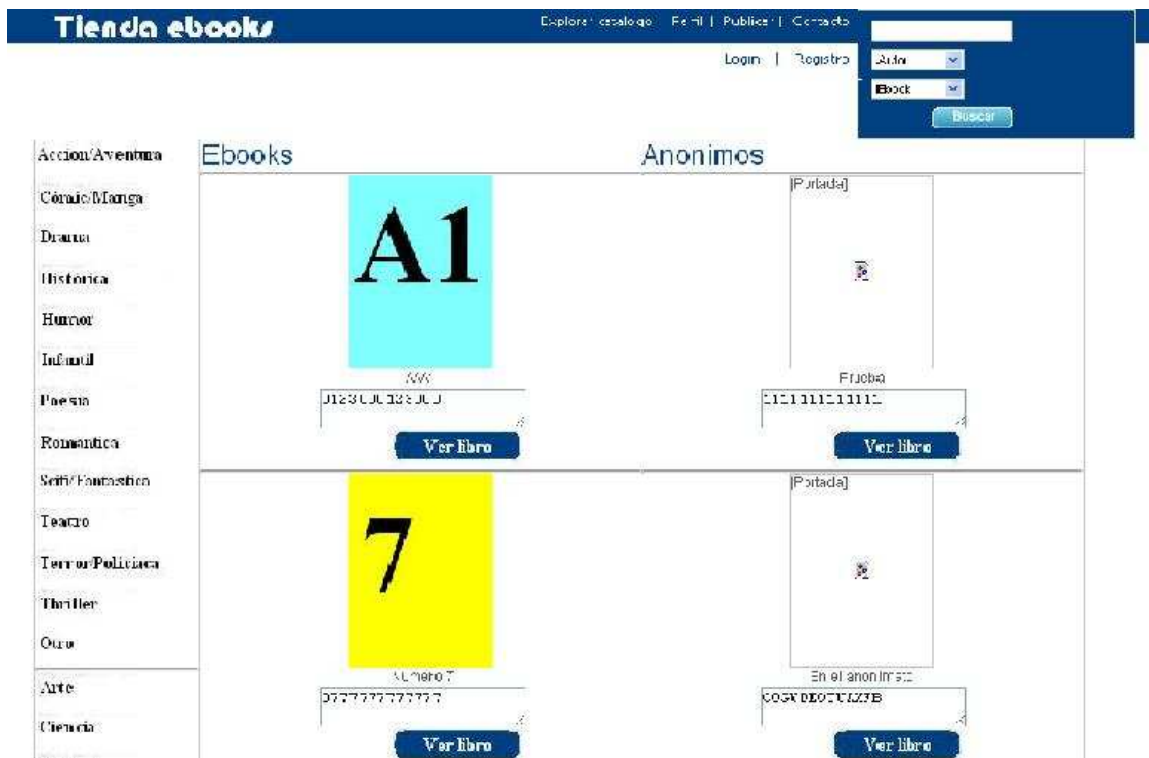 Tienda ebooks
Explorar catalogo | Perfil | Publicar | Contacto
Login | Registro
Autor
Ebook
Buscar
Accion/Aventura
Cómic/Manga
Drama
Historica
Humor
Infantil
Poesia
Romantica
Scifi/Fantastica
Teatro
Terror/Policiaca
Thriller
Otro
Arte
Ciencia
Ebooks
Anonimos
A1
[Portada]
Prueba
Ver libro
Ver libro
7
[Portada]
Numero 7
En el anonimato
Ver libro
Ver libro